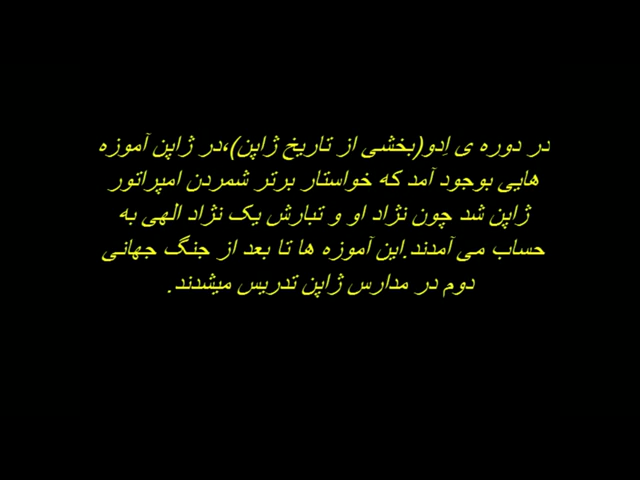 در دوره ی اِدو(بخشی از تاریخ ژاپن)،در ژاپن آموزه
هایی بوجود آمد که خواستار برتر شمردن امپراتور
ژاپن شد چون نژاد او و تبارش یک نژاد الهی به
حساب می آمدند.این آموزه ها تا بعد از جنگ جهانی
دوم در مدارس ژاپن تدریس میشدند.